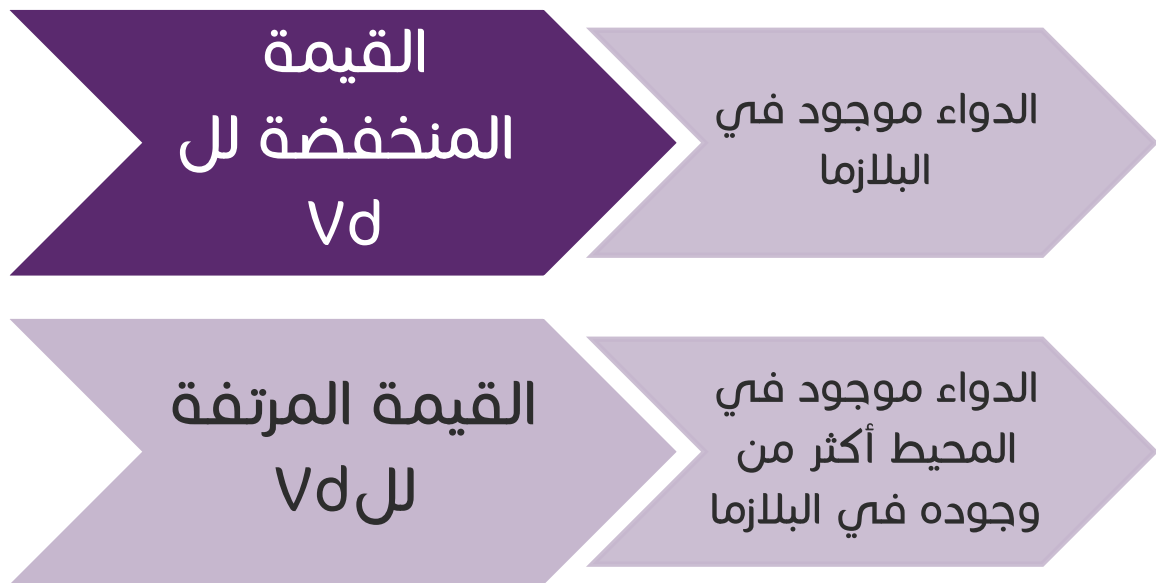 القيمة
المنخفضة لل
Vd
الدواء موجود في
البلازما
القيمة المرتفة
للVd
الدواء موجود في
المحيط أكثر من
وجوده في البلازما